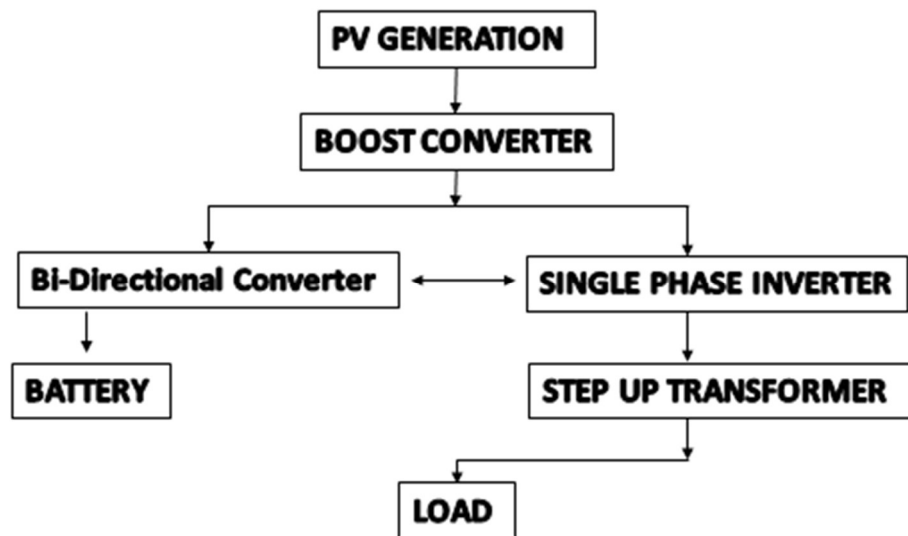 PV GENERATION
BOOST CONVERTER
Bi-Directional Converter
SINGLE PHASE INVERTER
BATTERY
STEP UP TRANSFORMER
LOAD